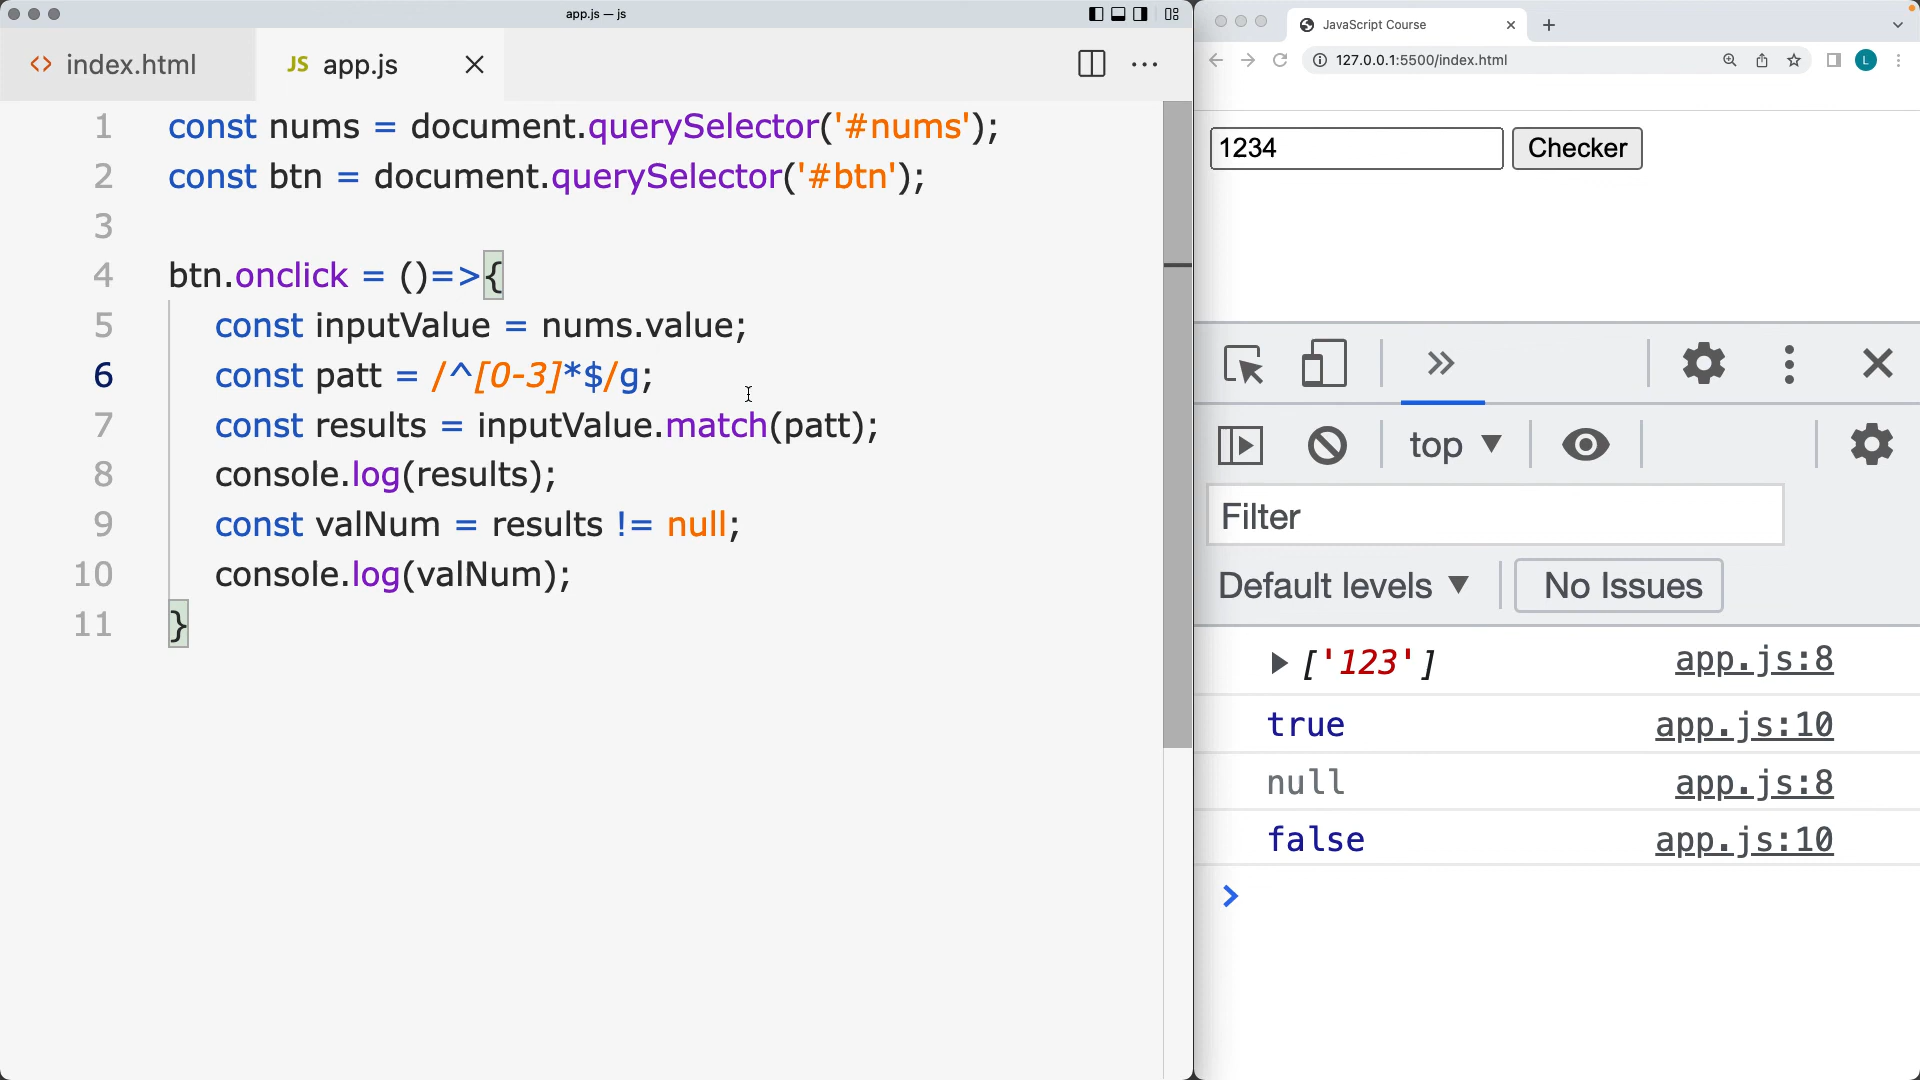 app.js — js
index.html
JS app.js
1 const nums = document.querySelector('#nums');
2 const btn = document.querySelector('#btn');
3
4 btn.onclick = ()=>{
5 const inputValue = nums.value;
6 const patt = /^[0-3]*$/g;
7 const results = inputValue.match(patt);
8 console.log(results);
9 const valNum = results != null;
10 console.log(valNum);
11 }
JavaScript Course
127.0.0.1:5500/index.html
L
1234 Checker
top
Filter
Default levels No Issues
['123'] app.js:8
true app.js:10
null app.js:8
false app.js:10